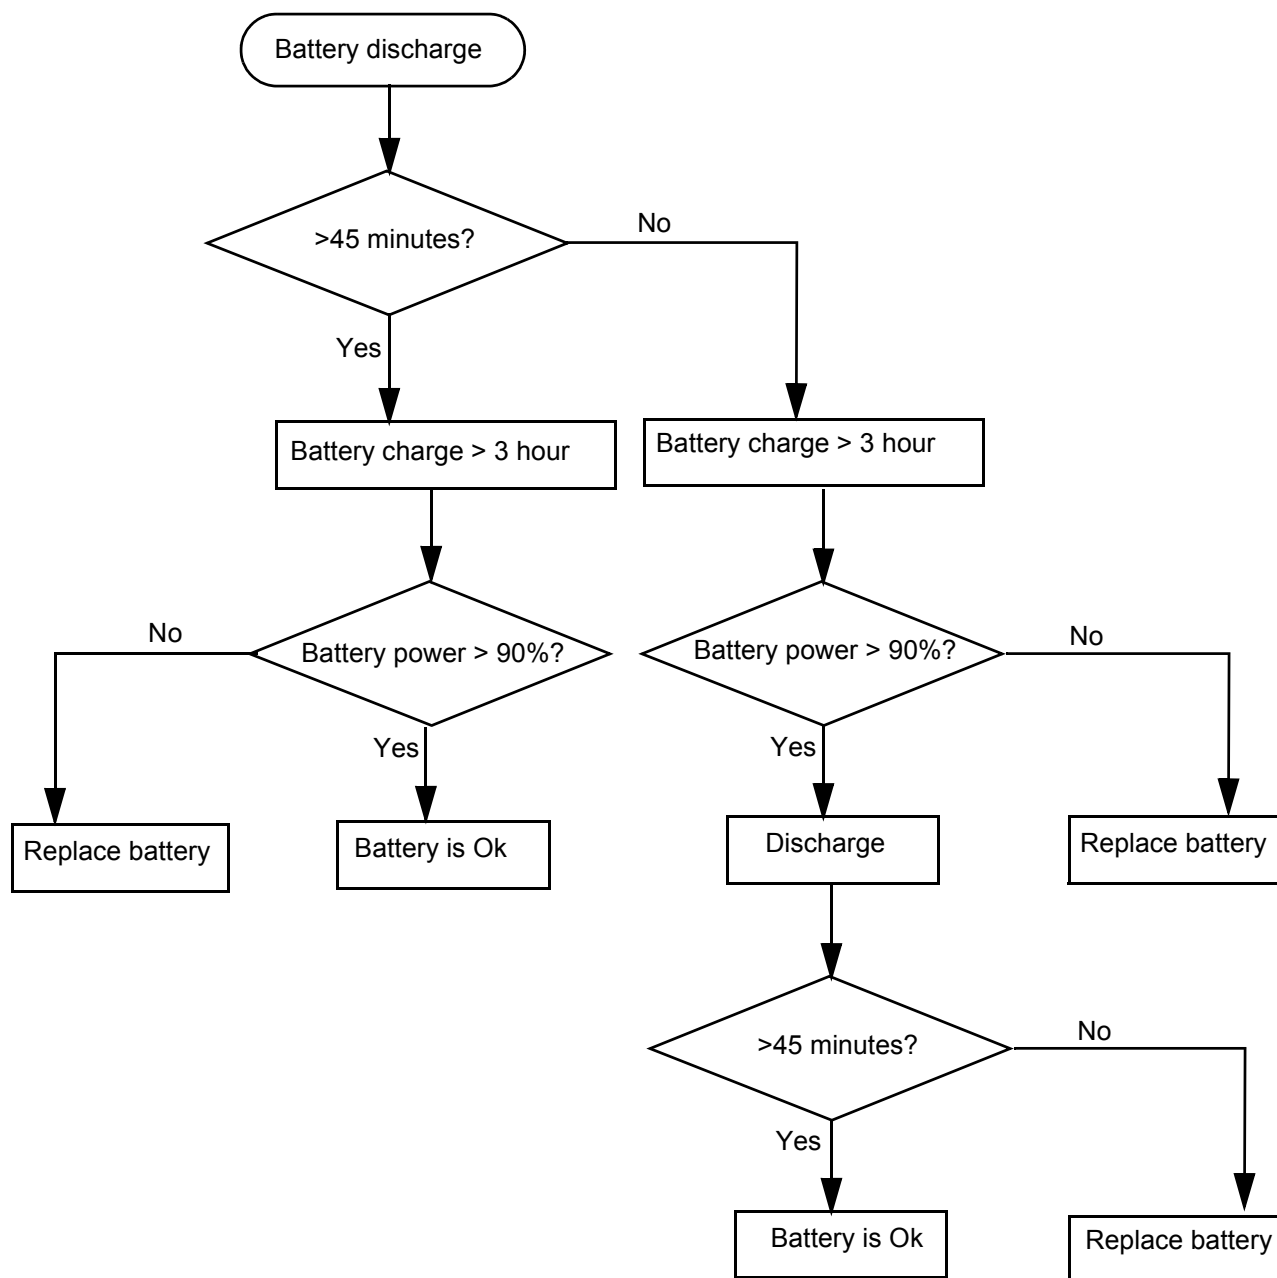 Battery discharge
>45 minutes?
No
Yes
Battery charge > 3 hour
Battery charge > 3 hour
No
Battery power > 90%?
Battery power > 90%?
No
Yes
Yes
Replace battery
Battery is Ok
Discharge
Replace battery
>45 minutes?
No
Yes
Battery is Ok
Replace battery